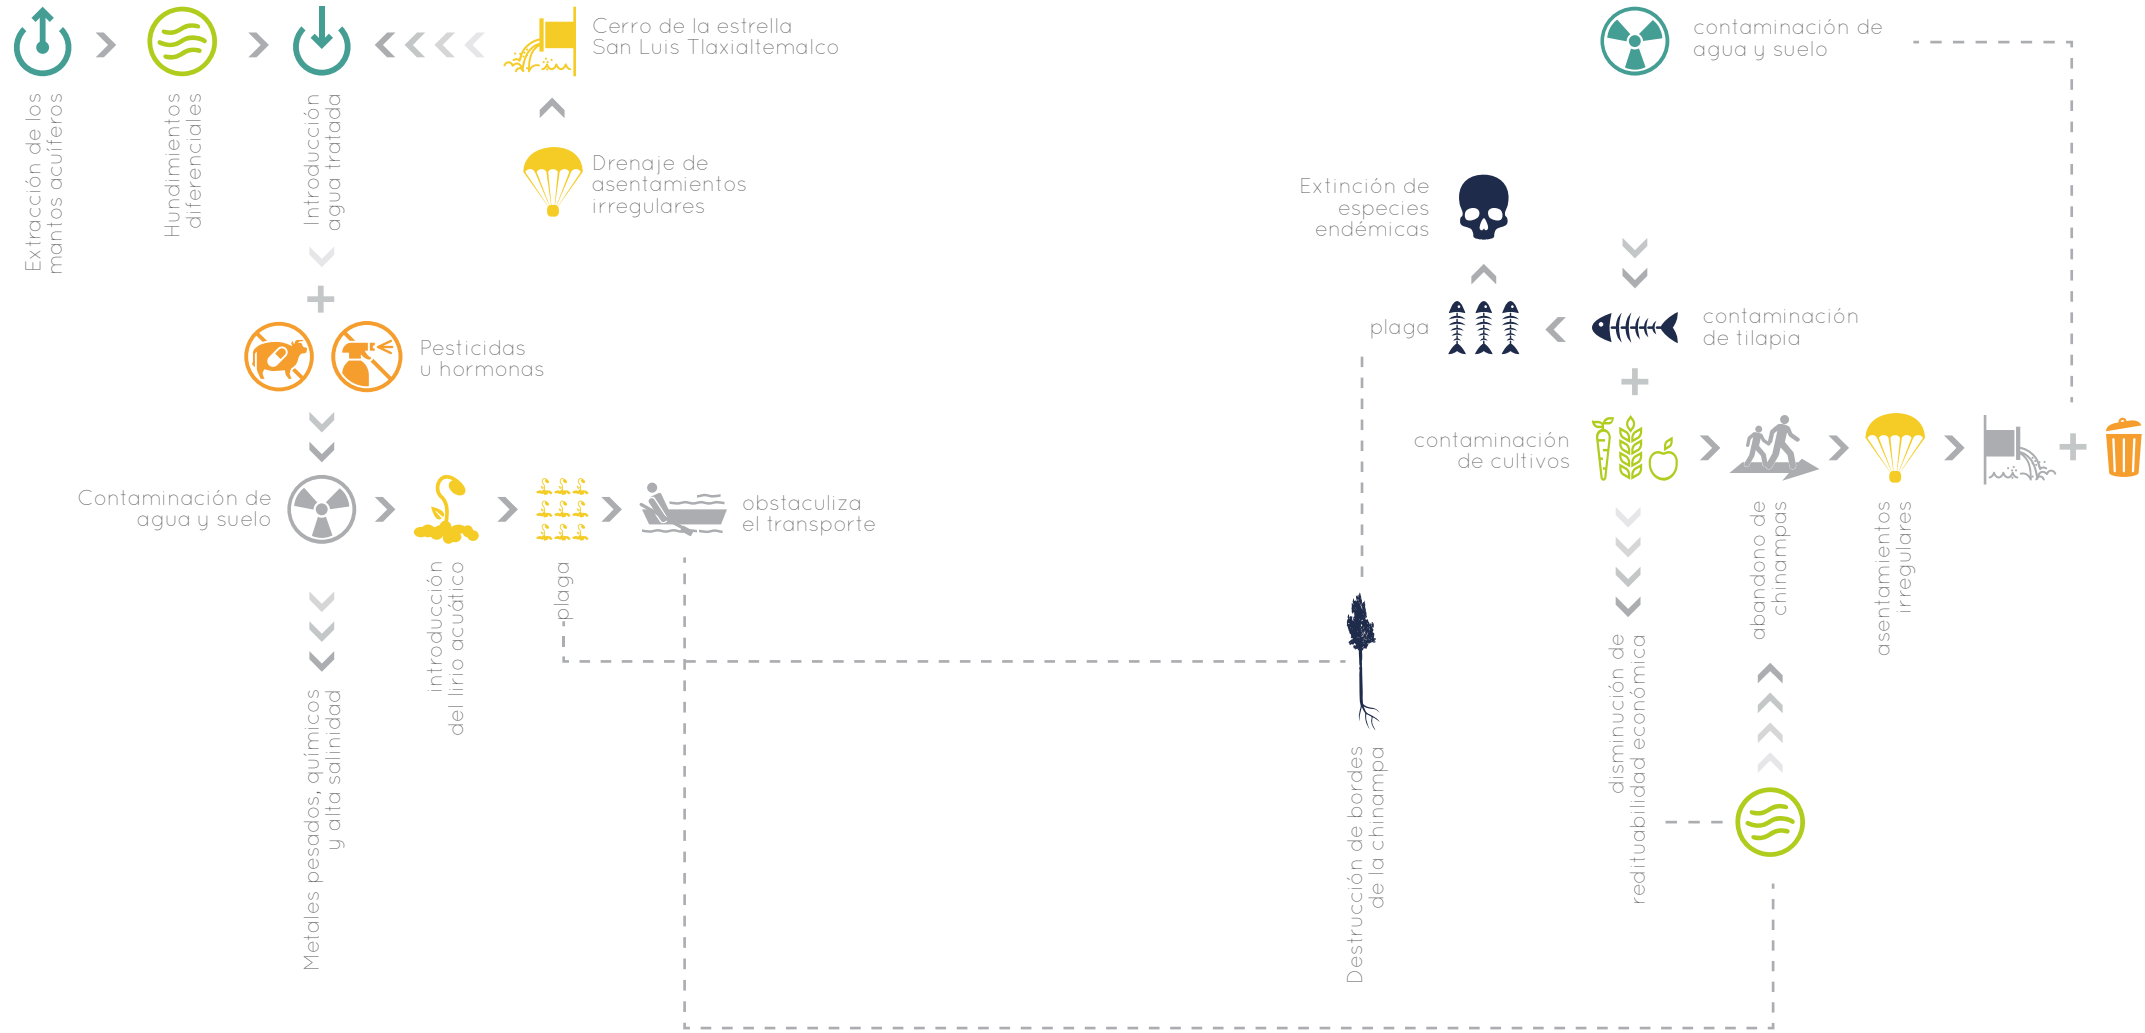 Extracción de los
mantos acuíferos
Hundimientos
diferenciales
Introducción
agua tratada
Cerro de la estrella
San Luis Tlaxialtemalco
Drenaje de
asentamientos
irregulares
Pesticidas
u hormonas
Contaminación de
agua y suelo
introducción
del lirio acuático
plaga
obstaculiza
el transporte
Metales pesados, químicos
y alta salinidad
contaminación de
agua y suelo
Extinción de
especies
endémicas
plaga
contaminación
de tilapia
contaminación
de cultivos
abandono de
chinampas
asentamientos
irregulares
disminución de
redituabilidad económica
Destrucción de bordes
de la chinampa